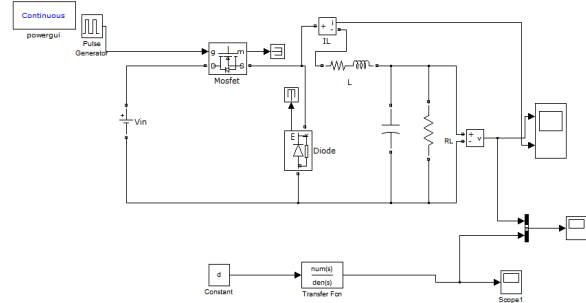 Continuous
powergui
Pulse
Generator
g m
D S
Mosfet
i
+
-
IL
L
+
Vin
E
Diode
RL
+
-
v
d
Constant
num(s)
den(s)
Transfer Fcn
Scope1